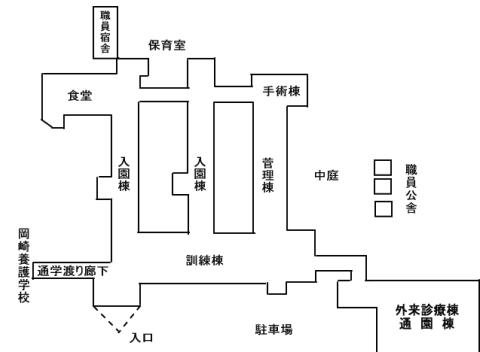 職員宿舎
保育室
食堂
手術棟
入園棟
入園棟
管理棟
中庭
職員公舎
岡崎養護学校
通学渡り廊下
訓練棟
外来診療棟
通園棟
入口
駐車場